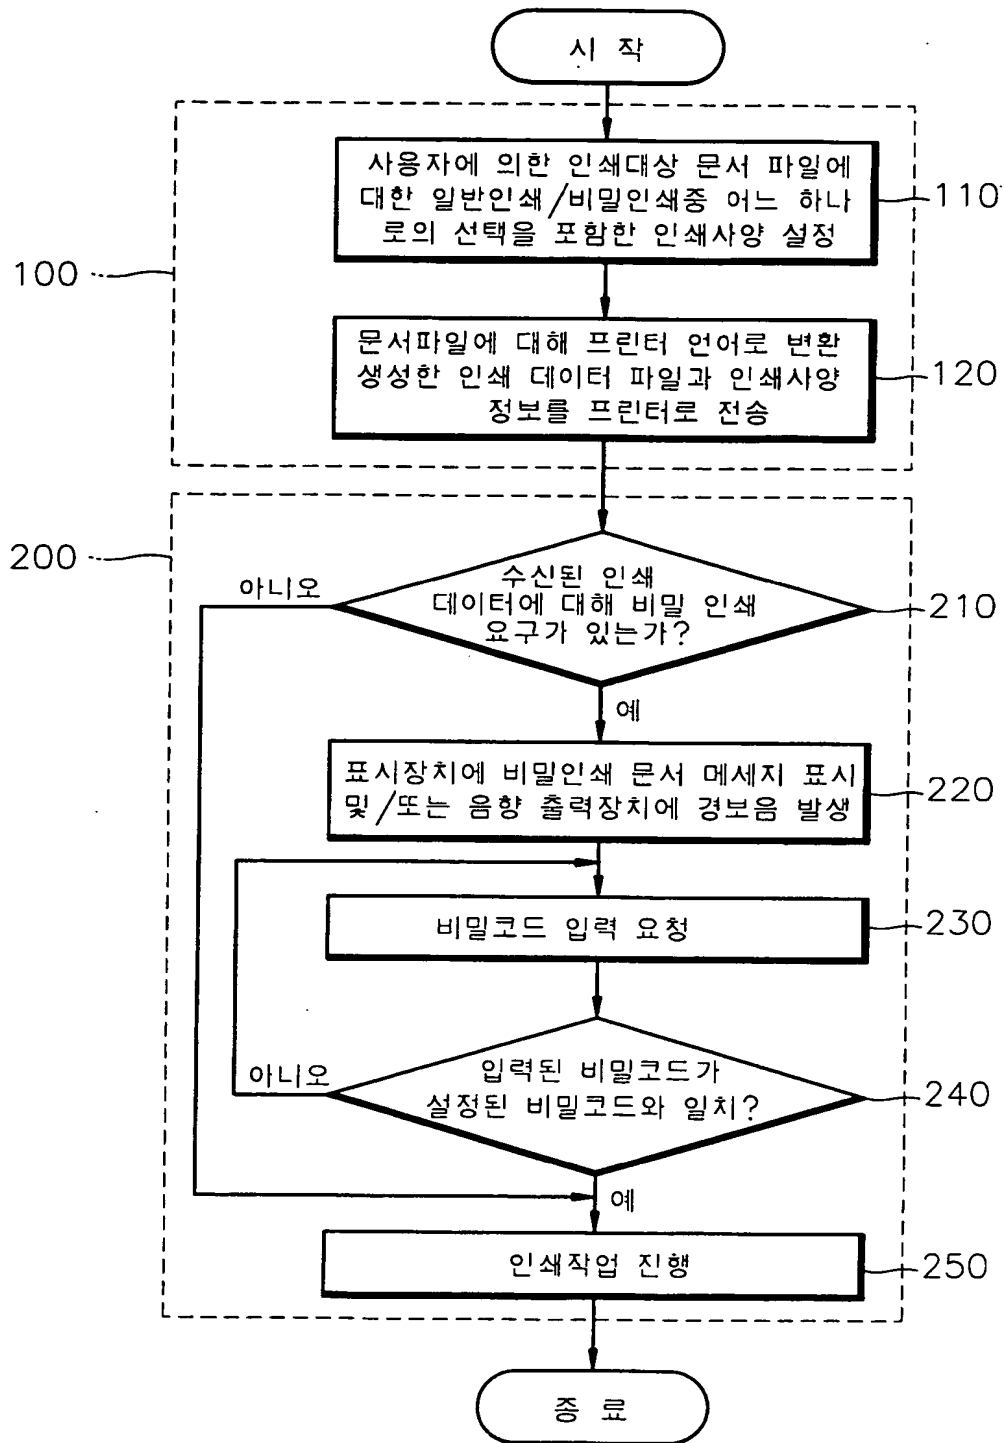 시 작
사용자에 의한 인쇄대상 문서 파일에
대한 일반인쇄/비밀인쇄중 어느 하나
로의 선택을 포함한 인쇄사양 설정
110
100
문서파일에 대해 프린터 언어로 변환
생성한 인쇄 데이터 파일과 인쇄사양
정보를 프린터로 전송
120
200
아니오
수신된 인쇄
데이터에 대해 비밀 인쇄
요구가 있는가?
210
예
표시장치에 비밀인쇄 문서 메세지 표시
및/또는 음향 출력장치에 경보음 발생
220
비밀코드 입력 요청
230
아니오
입력된 비밀코드가
설정된 비밀코드와 일치?
240
예
인쇄작업 진행
250
종 료